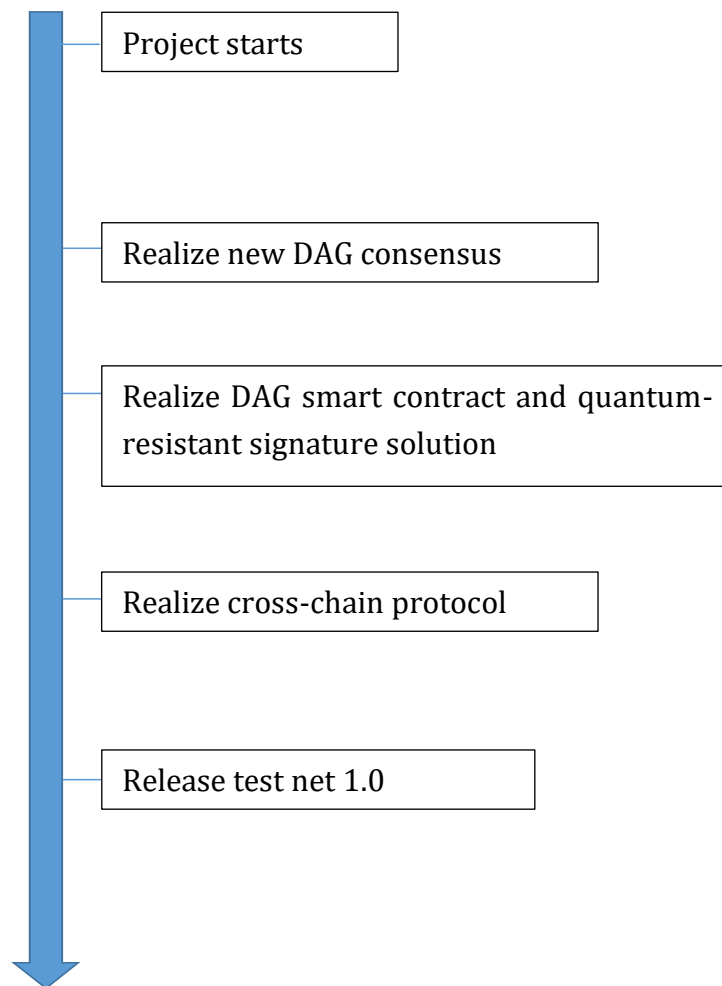 Project starts
Realize new DAG consensus
Realize DAG smart contract and quantum-
resistant signature solution
Realize cross-chain protocol
Release test net 1.0